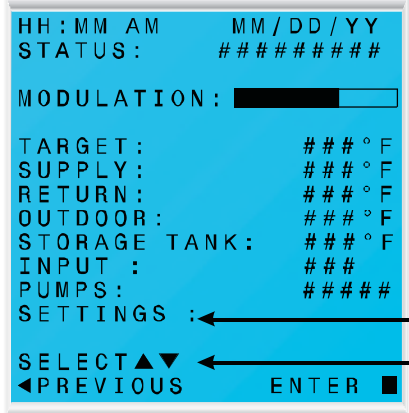 HH:MM AM MM/DD/YY
STATUS: #########
MODULATION:
TARGET: ###°F
SUPPLY: ###°F
RETURN: ###°F
OUTDOOR: ###°F
STORAGE TANK: ###°F
INPUT : ###
PUMPS: #####
SETTINGS :
SELECT▲▼
◄PREVIOUS ENTER ■